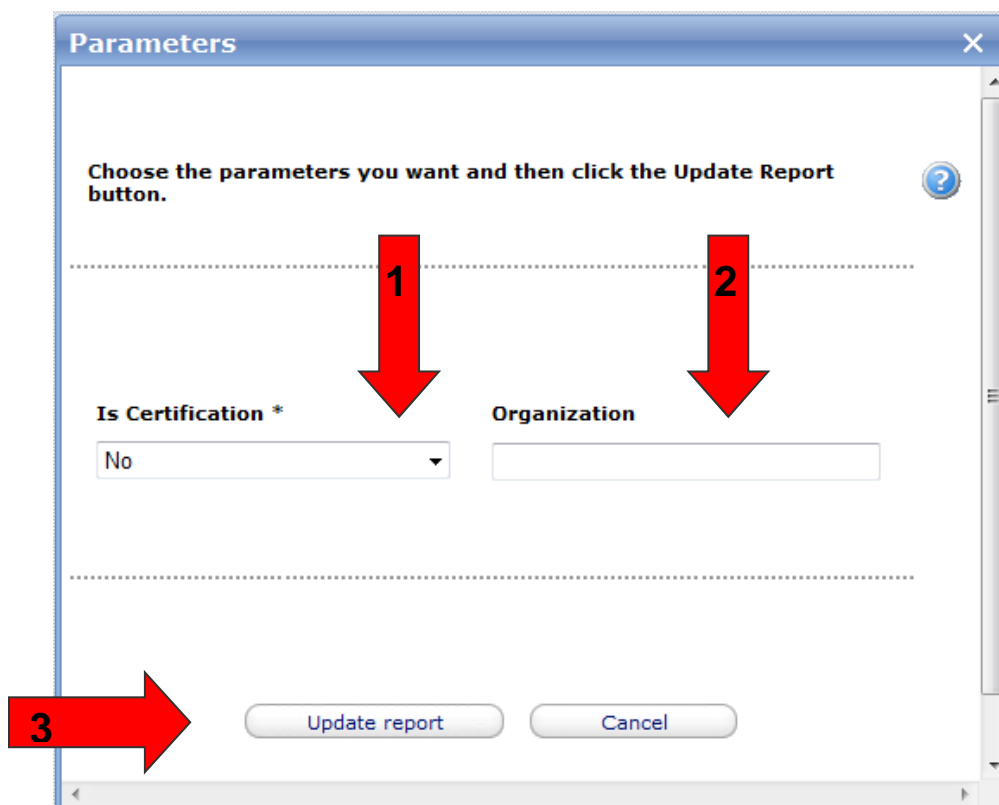 Parameters
Choose the parameters you want and then click the Update Report
button.
1 2
Is Certification * Organization
No
3 Update report Cancel